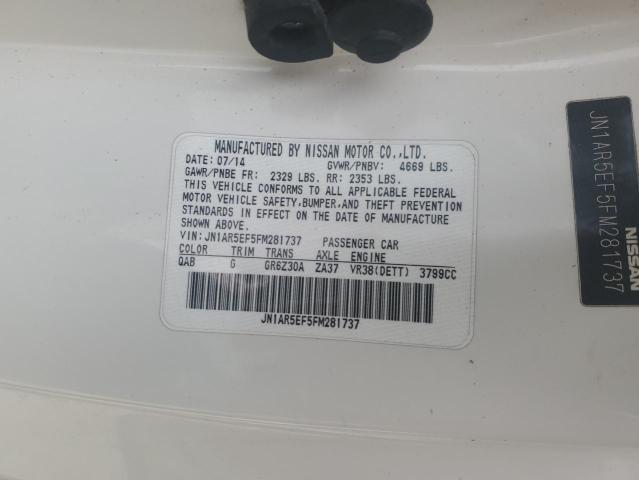 MANUFACTURED BY NISSAN MOTOR CO.,LTD.
DATE: 07/14 GVWR/PNBV: 4669 LBS.
GAWR/PNBE FR: 2329 LBS. RR: 2353 LBS.
THIS VEHICLE CONFORMS TO ALL APPLICABLE FEDERAL
MOTOR VEHICLE SAFETY,BUMPER,AND THEFT PREVENTION
STANDARDS IN EFFECT ON THE DATE OF MANUFACTURE
SHOWN ABOVE.
VIN: JN1AR5EF5FM281737 PASSENGER CAR
COLOR TRIM TRANS AXLE ENGINE
QAB G GR6Z30A ZA37 VR38(DETT) 3799CC
JN1AR5EF5FM281737
JN1AR5EF5FM281737
NISSAN